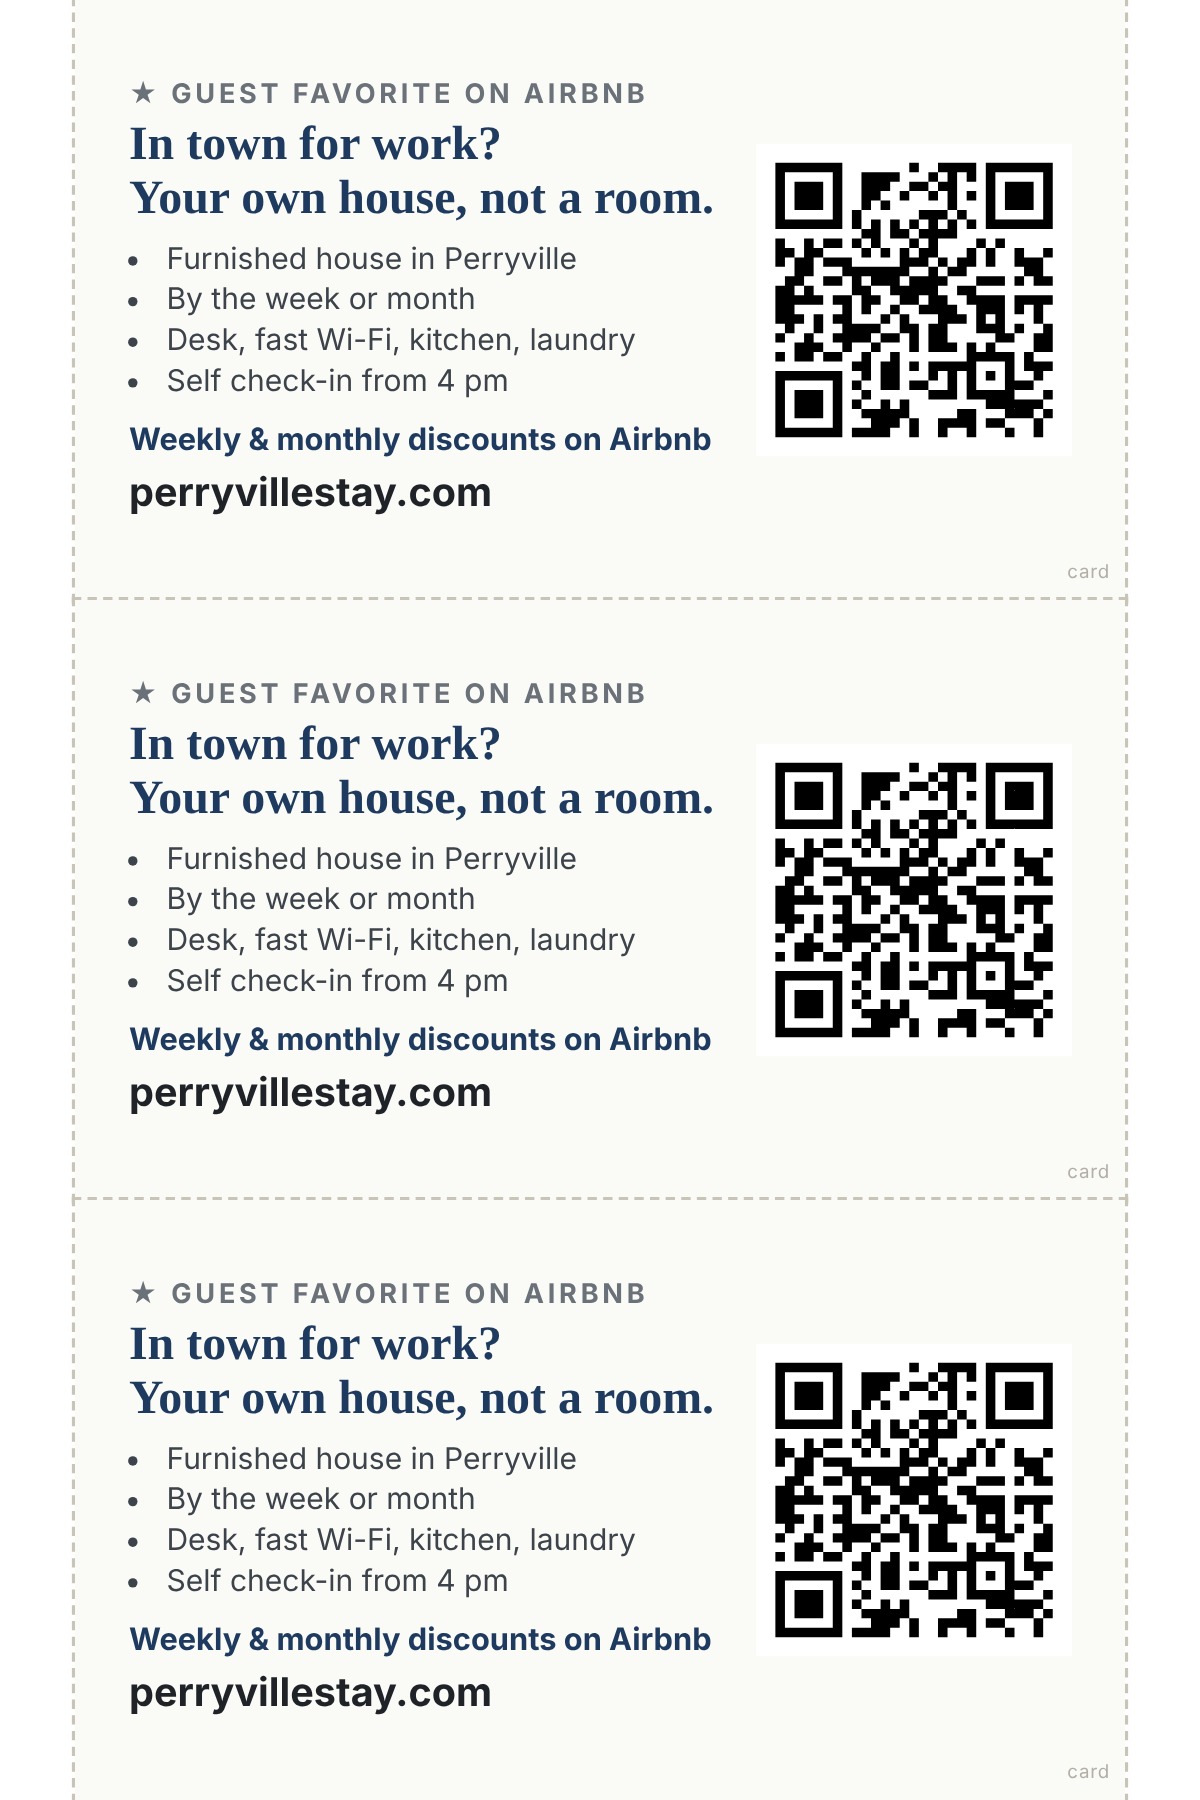 ★ GUEST FAVORITE ON AIRBNB
In town for work?
Your own house, not a room.
• Furnished house in Perryville
• By the week or month
• Desk, fast Wi-Fi, kitchen, laundry
• Self check-in from 4 pm
Weekly & monthly discounts on Airbnb
perryvillestay.com
card
★ GUEST FAVORITE ON AIRBNB
In town for work?
Your own house, not a room.
• Furnished house in Perryville
• By the week or month
• Desk, fast Wi-Fi, kitchen, laundry
• Self check-in from 4 pm
Weekly & monthly discounts on Airbnb
perryvillestay.com
card
★ GUEST FAVORITE ON AIRBNB
In town for work?
Your own house, not a room.
• Furnished house in Perryville
• By the week or month
• Desk, fast Wi-Fi, kitchen, laundry
• Self check-in from 4 pm
Weekly & monthly discounts on Airbnb
perryvillestay.com
card